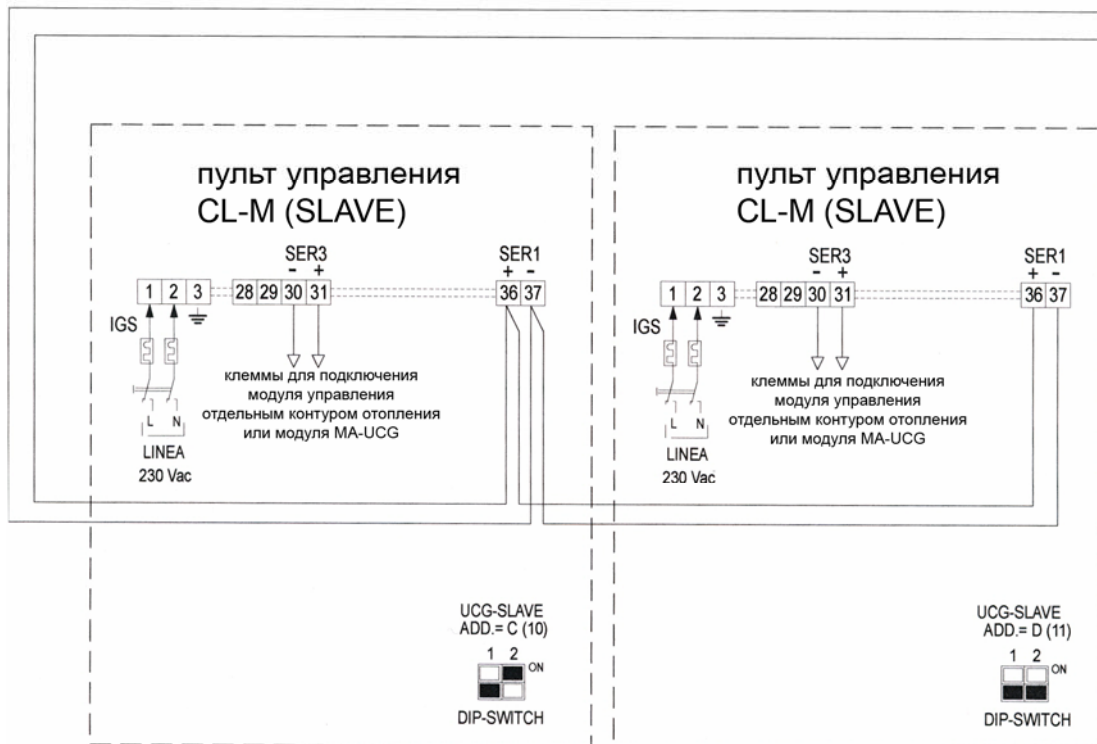 пульт управления
CL-M (SLAVE)
SER3
- +
SER1
+ -
1 2 3 28 29 30 31 36 37
IGS
клеммы для подключения
модуля управления
отдельным контуром отопления
или модуля MA-UCG
L N
LINEA
230 Vac
UCG-SLAVE
ADD.= C (10)
1 2
ON
DIP-SWITCH
пульт управления
CL-M (SLAVE)
SER3
- +
SER1
+ -
1 2 3 28 29 30 31 36 37
IGS
клеммы для подключения
модуля управления
отдельным контуром отопления
или модуля MA-UCG
L N
LINEA
230 Vac
UCG-SLAVE
ADD.= D (11)
1 2
ON
DIP-SWITCH